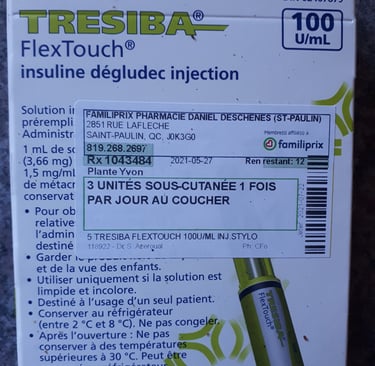 TRESIBA®
FlexTouch®
insuline dégludec injection
100
U/mL
Solution in
prérempli
Administr
1 mL de so
(3,66 mg)
1,5 mg/m
de métac
conservat
FAMILIPRIX PHARMACIE DANIEL DESCHENES (ST-PAULIN)
2851 RUE LAFLECHE
SAINT-PAULIN, QC, J0K3G0
819.268.2697
Membre affilié à
familiprix
Rx 1043484 2021-05-27 Ren restant: 12
Plante Yvon
3 UNITÉS SOUS-CUTANÉE 1 FOIS
PAR JOUR AU COUCHER
5 TRESIBA FLEXTOUCH 100U/ML INJ.STYLO
• Pour ob
relative
l'admin
destiné
• Garder
et de la vue des enfants.
• Utiliser uniquement si la solution est
limpide et incolore.
• Destiné à l'usage d'un seul patient.
• Conserver au réfrigérateur
(entre 2 °C et 8 °C). Ne pas congeler.
• Après l'ouverture : Ne pas
conserver à des températures
supérieures à 30 °C. Peut être
TRESIBA®
FlexTouch®